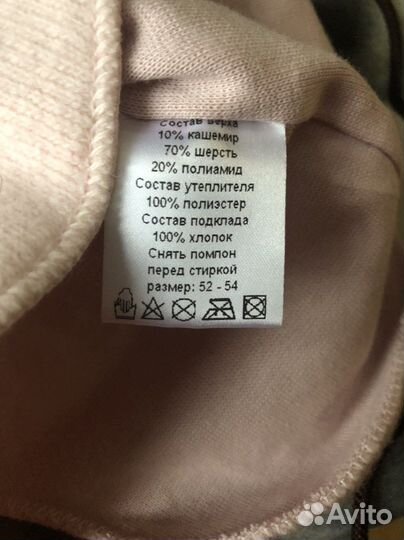 Состав верха
10% кашемир
70% шерсть
20% полиамид
Состав утеплителя
100% полиэстер
Состав подклада
100% хлопок
Снять помпон
перед стиркой
размер: 52 - 54
Avito